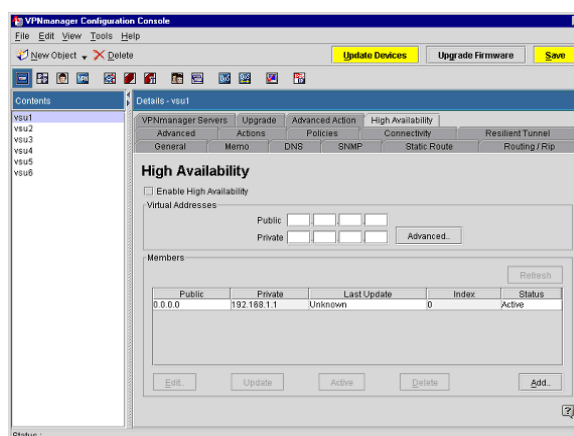 VPNmanager Configuration Console
File Edit View Tools Help
New Object Delete Update Devices Upgrade Firmware Save
Contents Details - vsu1
vsu1
vsu2
vsu3
vsu4
vsu5
vsu6
VPNmanager Servers Upgrade Advanced Action High Availability
Advanced Actions Policies Connectivity Resilient Tunnel
General Memo DNS SNMP Static Route Routing / Rip
High Availability
Enable High Availability
Virtual Addresses
Public
Private Advanced..
Members
Refresh
Public Private Last Update Index Status
0.0.0.0 192.168.1.1 Unknown 0 Active
Edit.. Update Active Delete Add..
Status :